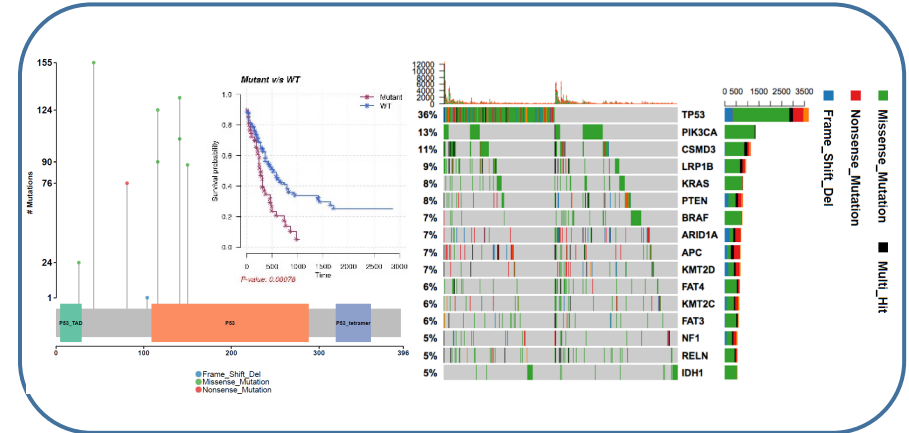 155
124
90
76
24
1
# Mutations
P53_TAD
P53
P53_tetramer
0
100
200
300
396
Frame_Shift_Del
Missense_Mutation
Nonsense_Mutation
Mutant v/s WT
Mutant
WT
1.0
0.8
0.6
0.4
0.2
0.0
Survival probability
0
500
1000
1500
2000
2500
3000
Time
P-value: 0.00078
12000
10000
8000
6000
4000
2000
0
36% TP53
13% PIK3CA
11% CSMD3
9% LRP1B
8% KRAS
8% PTEN
7% BRAF
7% ARID1A
7% APC
7% KMT2D
6% FAT4
6% KMT2C
6% FAT3
5% NF1
5% RELN
5% IDH1
0 500 1500 2500 3500
Frame_Shift_Del
Nonsense_Mutation
Missense_Mutation
Multi_Hit